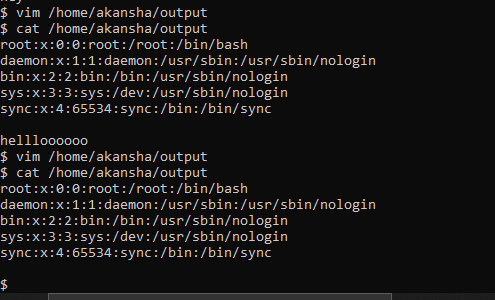 $ vim /home/akansha/output
$ cat /home/akansha/output
root:x:0:0:root:/root:/bin/bash
daemon:x:1:1:daemon:/usr/sbin:/usr/sbin/nologin
bin:x:2:2:bin:/bin:/usr/sbin/nologin
sys:x:3:3:sys:/dev:/usr/sbin/nologin
sync:x:4:65534:sync:/bin:/bin/sync
hellloooooo
$ vim /home/akansha/output
$ cat /home/akansha/output
root:x:0:0:root:/root:/bin/bash
daemon:x:1:1:daemon:/usr/sbin:/usr/sbin/nologin
bin:x:2:2:bin:/bin:/usr/sbin/nologin
sys:x:3:3:sys:/dev:/usr/sbin/nologin
sync:x:4:65534:sync:/bin:/bin/sync
$